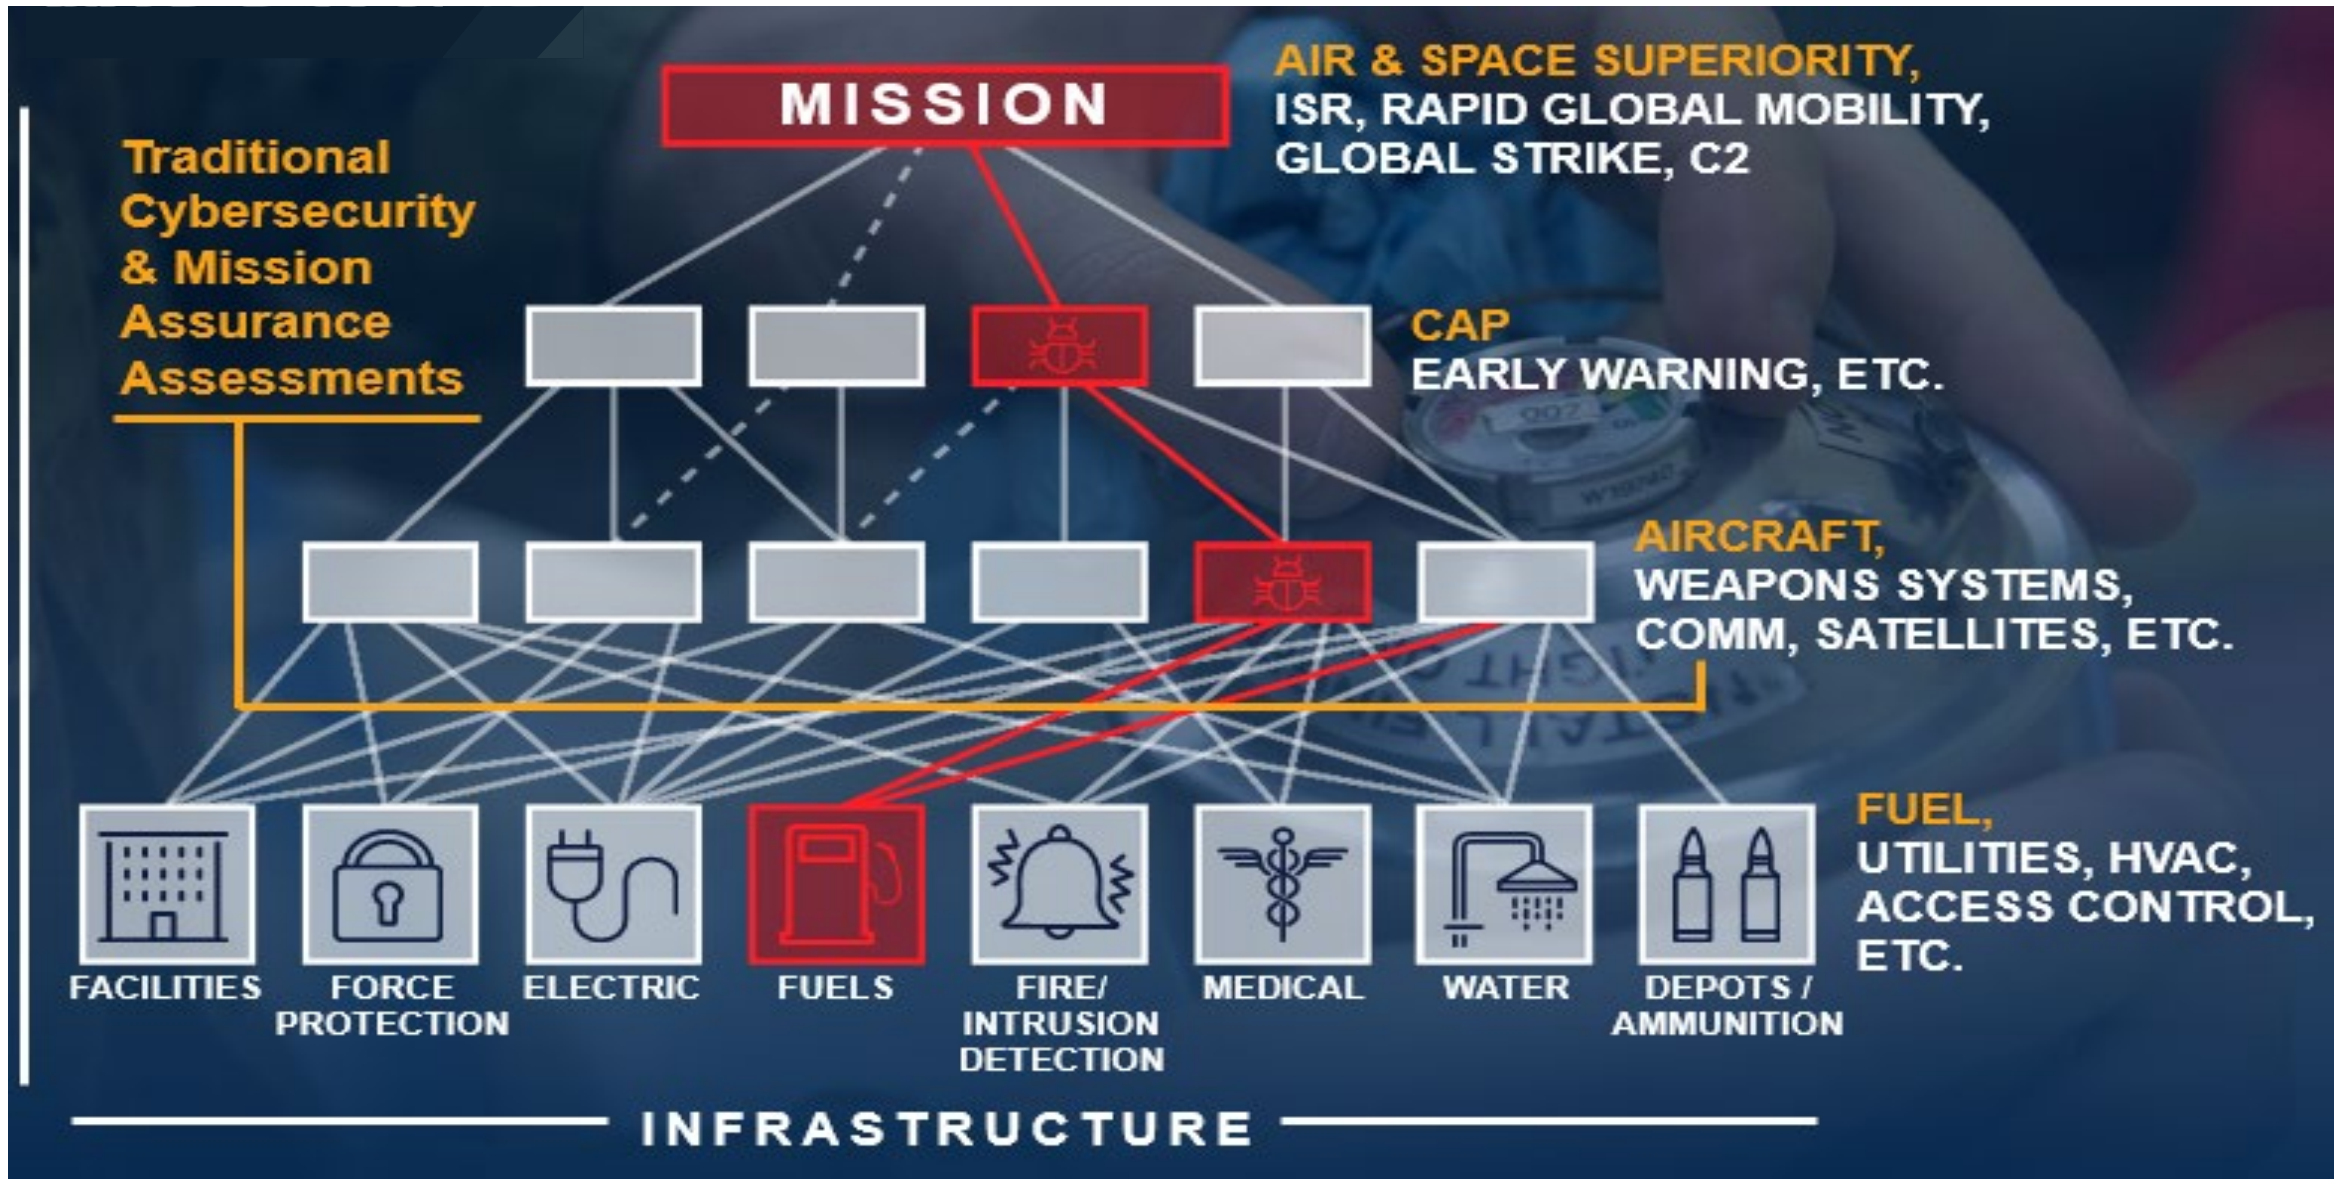 MISSION
AIR & SPACE SUPERIORITY,
ISR, RAPID GLOBAL MOBILITY,
GLOBAL STRIKE, C2
Traditional
Cybersecurity
& Mission
Assurance
Assessments
CAP
EARLY WARNING, ETC.
AIRCRAFT,
WEAPONS SYSTEMS,
COMM, SATELLITES, ETC.
FUEL,
UTILITIES, HVAC,
ACCESS CONTROL,
ETC.
FACILITIES
FORCE
PROTECTION
ELECTRIC
FUELS
FIRE/
INTRUSION
DETECTION
MEDICAL
WATER
DEPOTS /
AMMUNITION
INFRASTRUCTURE